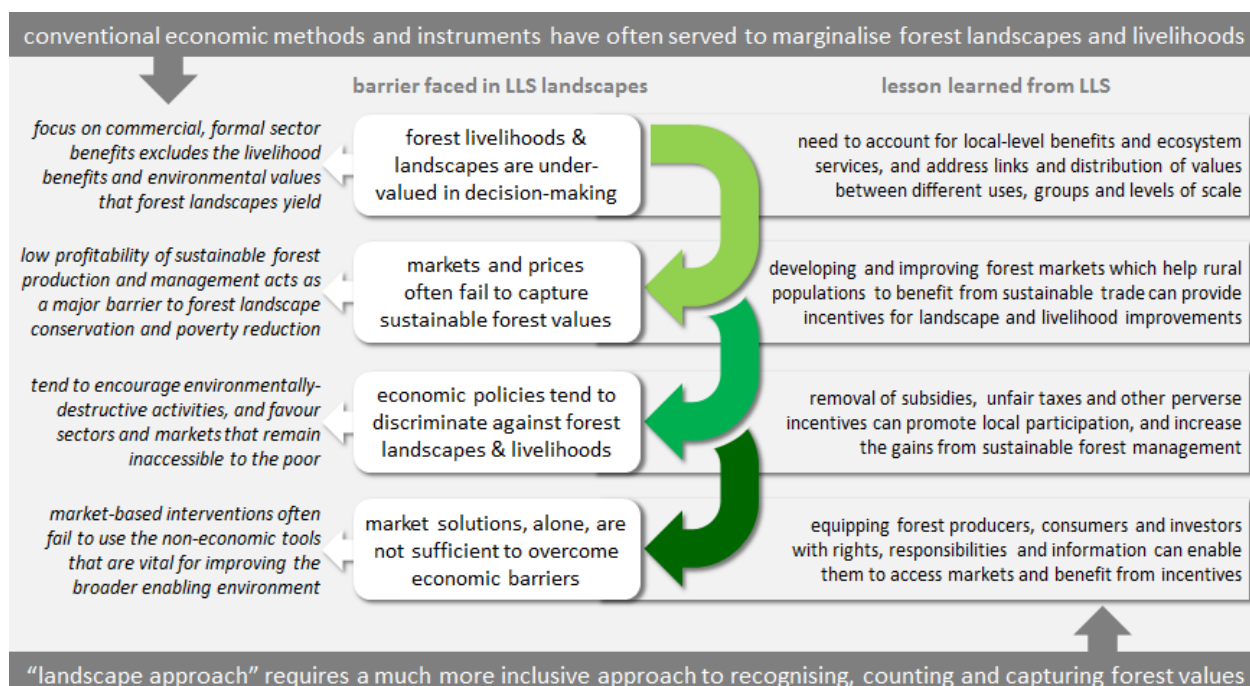 conventional economic methods and instruments have often served to marginalise forest landscapes and livelihoods
barrier faced in LLS landscapes
lesson learned from LLS
focus on commercial, formal sector
benefits excludes the livelihood
benefits and environmental values
that forest landscapes yield
forest livelihoods &
landscapes are under-
valued in decision-making
need to account for local-level benefits and ecosystem
services, and address links and distribution of values
between different uses, groups and levels of scale
low profitability of sustainable forest
production and management acts as
a major barrier to forest landscape
conservation and poverty reduction
markets and prices
often fail to capture
sustainable forest values
developing and improving forest markets which help rural
populations to benefit from sustainable trade can provide
incentives for landscape and livelihood improvements
tend to encourage environmentally-
destructive activities, and favour
sectors and markets that remain
inaccessible to the poor
economic policies tend to
discriminate against forest
landscapes & livelihoods
removal of subsidies, unfair taxes and other perverse
incentives can promote local participation, and increase
the gains from sustainable forest management
market-based interventions often
fail to use the non-economic tools
that are vital for improving the
broader enabling environment
market solutions, alone, are
not sufficient to overcome
economic barriers
equipping forest producers, consumers and investors
with rights, responsibilities and information can enable
them to access markets and benefit from incentives
“landscape approach” requires a much more inclusive approach to recognising, counting and capturing forest values